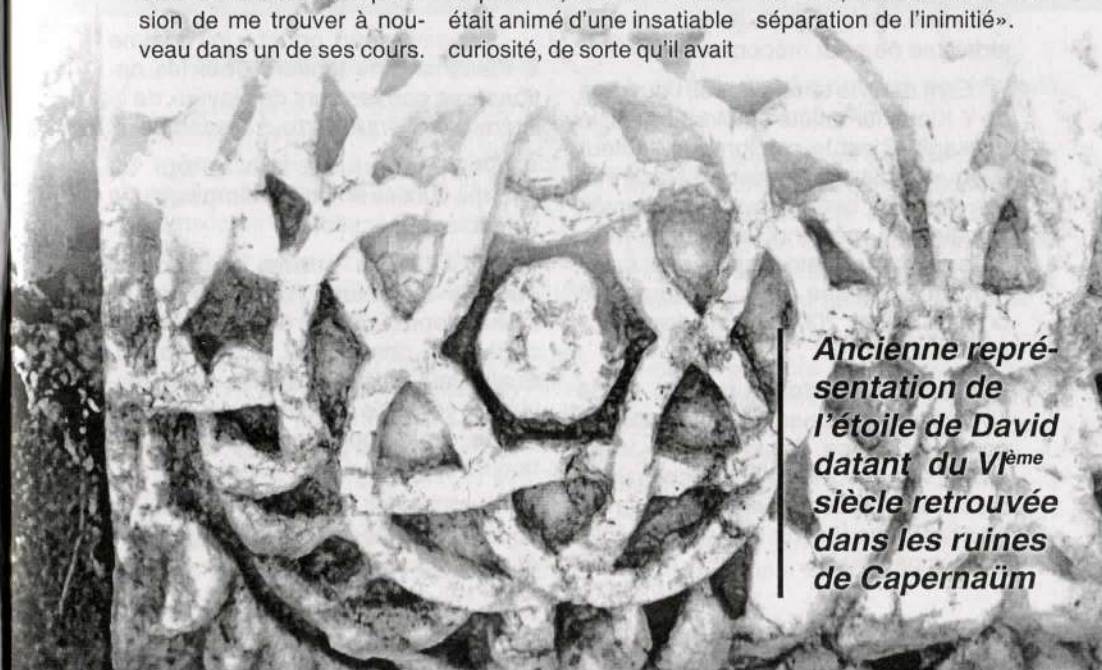 sion de me trouver à nou-
veau dans un de ses cours.
était animé d'une insatiable
curiosité, de sorte qu'il avait
séparation de l'inimitié».
Ancienne repré-
sentation de
l'étoile de David
datant du VIème
siècle retrouvée
dans les ruines
de Capernaüm